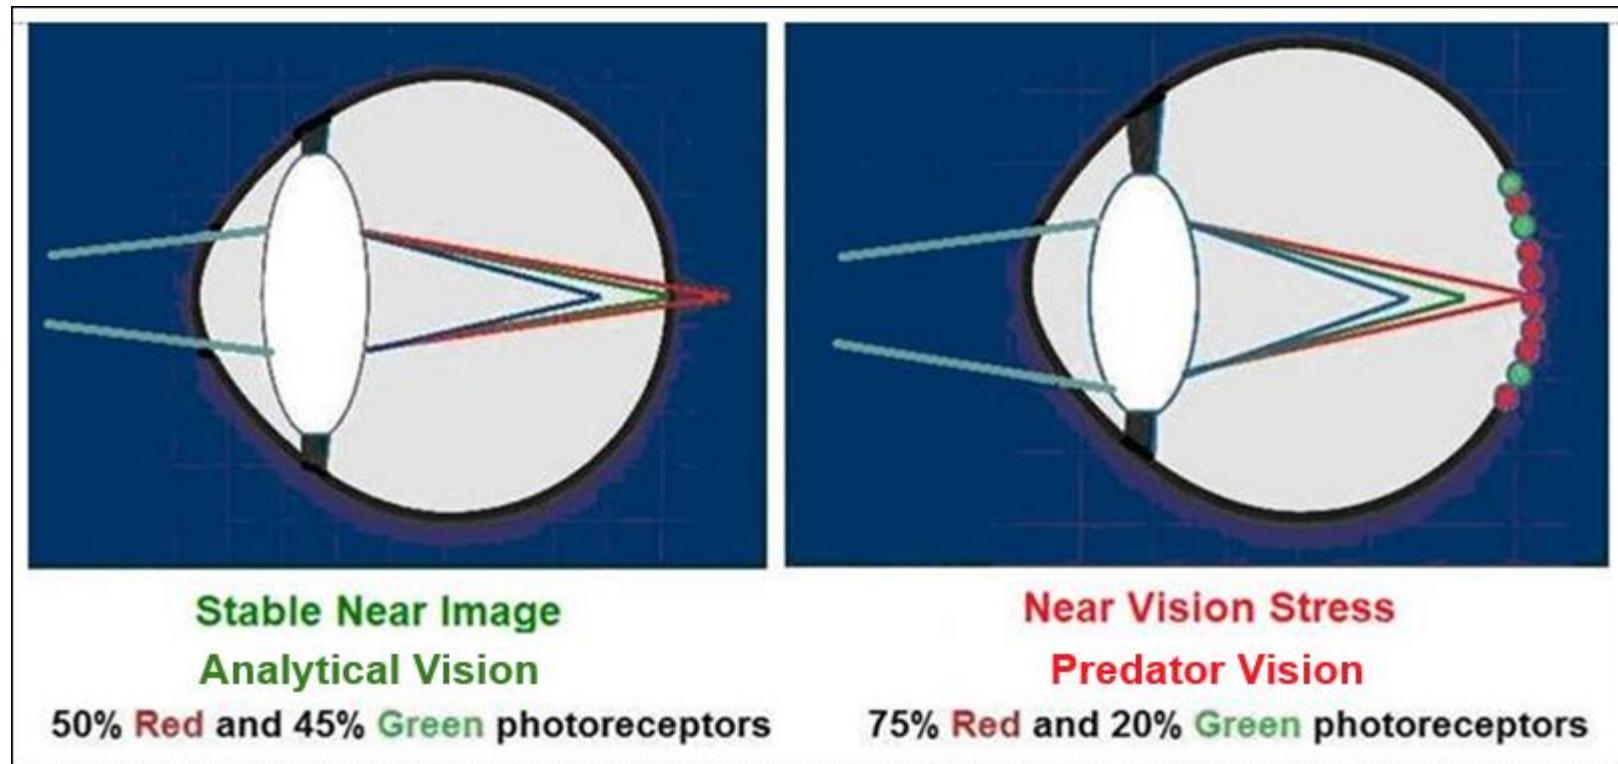 Stable Near Image
Analytical Vision
50% Red and 45% Green photoreceptors
Near Vision Stress
Predator Vision
75% Red and 20% Green photoreceptors